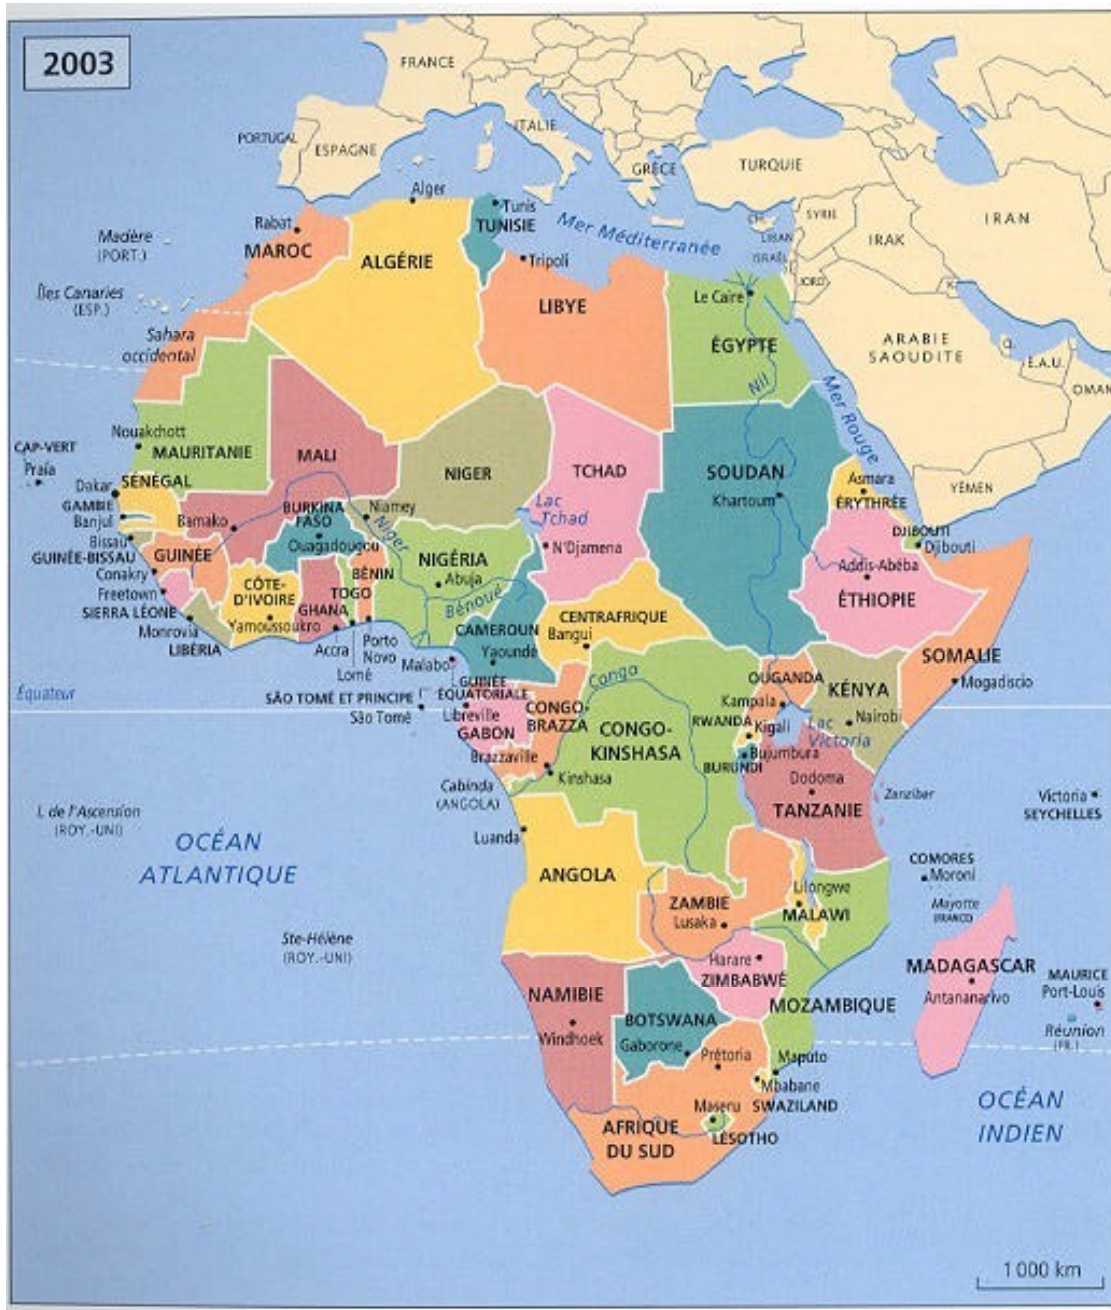 2003
FRANCE
PORTUGAL
ESPAGNE
ITALIE
GRÈCE
TURQUIE
CH.
SYRIE
LIBAN
ISRAËL
JORD.
IRAK
IRAN
K.
Q.
E.A.U.
OMAN
ARABIE
SAOUDITE
YÉMEN
Mer Méditerranée
Mer Rouge
Madère
(PORT.)
Îles Canaries
(ESP.)
Rabat
MAROC
Alger
ALGÉRIE
Tunis
TUNISIE
Tripoli
LIBYE
Le Caire
ÉGYPTE
Nil
Sahara
occidental
Nouakchott
MAURITANIE
MALI
NIGER
TCHAD
SOUDAN
Khartoum
Asmara
ÉRYTHRÉE
CAP-VERT
Praïa
Dakar
SÉNÉGAL
GAMBIE
Banjul
Bissau
GUINÉE-BISSAU
Bamako
BURKINA
FASO
Ouagadougou
Niamey
Niger
Lac
Tchad
N'Djamena
DJIBOUTI
Djibouti
Addis-Abéba
ÉTHIOPIE
GUINÉE
Conakry
Freetown
SIERRA LÉONE
Monrovia
LIBÉRIA
CÔTE-
D'IVOIRE
Yamoussoukro
GHANA
Accra
TOGO
Lomé
BÉNIN
Porto
Novo
NIGÉRIA
Abuja
Bénoué
CAMEROUN
Yaoundé
CENTRAFRIQUE
Bangui
SOMALIE
Mogadiscio
Équateur
Malabo
GUINÉE
ÉQUATORIALE
SÃO TOMÉ ET PRINCIPE
São Tomé
Libreville
GABON
CONGO-
BRAZZA
Brazzaville
Congo
CONGO-
KINSHASA
Kinshasa
OUGANDA
Kampala
KÉNYA
Nairobi
RWANDA
Kigali
Bujumbura
BURUNDI
Lac
Victoria
Dodoma
TANZANIE
Zanzibar
Victoria
SEYCHELLES
Cabinda
(ANGOLA)
Luanda
ANGOLA
I. de l'Ascension
(ROY.-UNI)
OCÉAN
ATLANTIQUE
Ste-Hélène
(ROY.-UNI)
ZAMBIE
Lusaka
Lilongwe
MALAWI
COMORES
Moroni
Mayotte
(FRANCE)
Harare
ZIMBABWÉ
MOZAMBIQUE
MADAGASCAR
Antananarivo
MAURICE
Port-Louis
Réunion
(FR.)
NAMIBIE
Windhoek
BOTSWANA
Gaborone
Prétoria
Maputo
Mbabane
SWAZILAND
Maseru
LÉSOTHO
AFRIQUE
DU SUD
OCÉAN
INDIEN
1 000 km